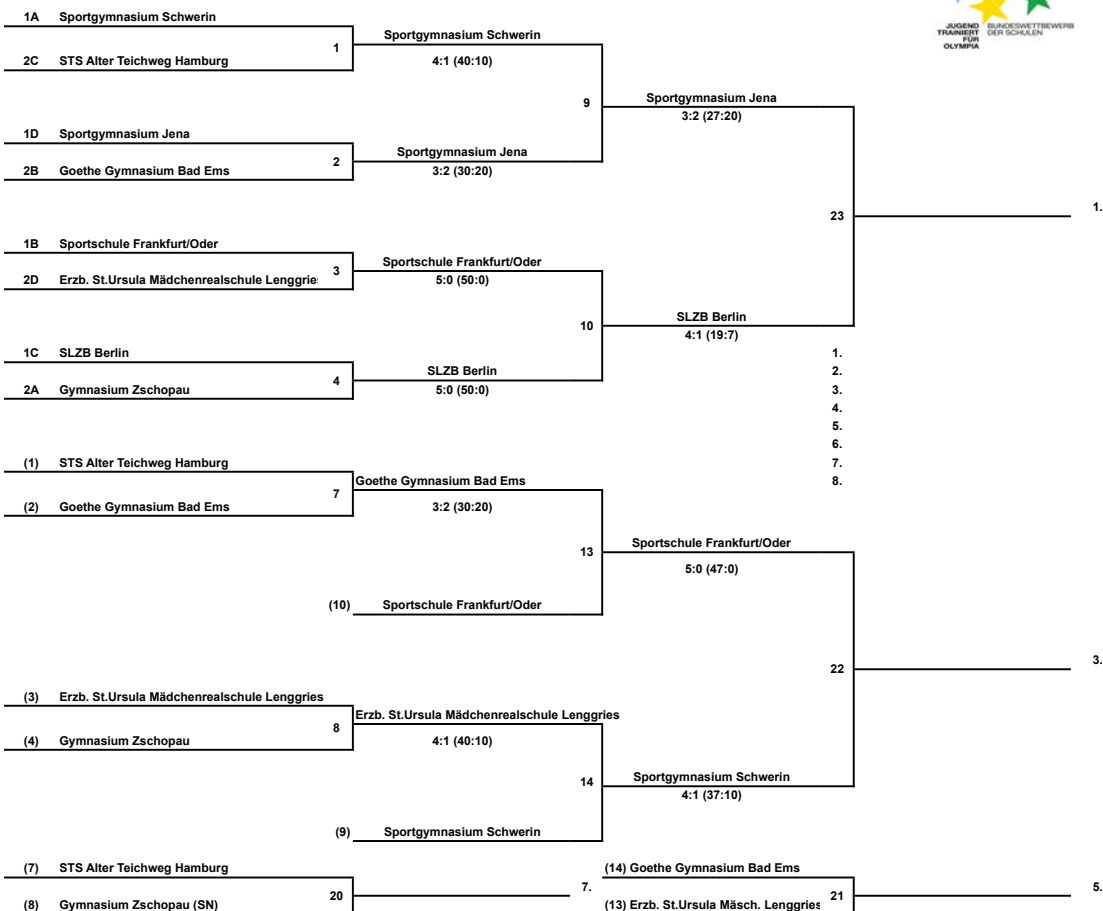 1A Sportgymnasium Schwerin
JUGEND TRAINIERT FÜR OLYMPIA
BUNDESWETTBEWERB DER SCHULEN
Sportgymnasium Schwerin
1
2C STS Alter Teichweg Hamburg
4:1 (40:10)
9
Sportgymnasium Jena
3:2 (27:20)
1D Sportgymnasium Jena
Sportgymnasium Jena
2
2B Goethe Gymnasium Bad Ems
3:2 (30:20)
1.
23
1B Sportschule Frankfurt/Oder
Sportschule Frankfurt/Oder
3
2D Erzb. St.Ursula Mädchenrealschule Lenggrie
5:0 (50:0)
SLZB Berlin
10
4:1 (19:7)
1C SLZB Berlin
1.
SLZB Berlin
2.
4
2A Gymnasium Zschopau
5:0 (50:0)
3.
4.
5.
6.
(1) STS Alter Teichweg Hamburg
7.
Goethe Gymnasium Bad Ems
8.
7
(2) Goethe Gymnasium Bad Ems
3:2 (30:20)
Sportschule Frankfurt/Oder
13
5:0 (47:0)
(10) Sportschule Frankfurt/Oder
3.
22
(3) Erzb. St.Ursula Mädchenrealschule Lenggries
Erzb. St.Ursula Mädchenrealschule Lenggries
8
(4) Gymnasium Zschopau
4:1 (40:10)
Sportgymnasium Schwerin
14
4:1 (37:10)
(9) Sportgymnasium Schwerin
(7) STS Alter Teichweg Hamburg
(14) Goethe Gymnasium Bad Ems
7.
5.
20
21
(8) Gymnasium Zschopau (SN)
(13) Erzb. St.Ursula Mäsch. Lenggries